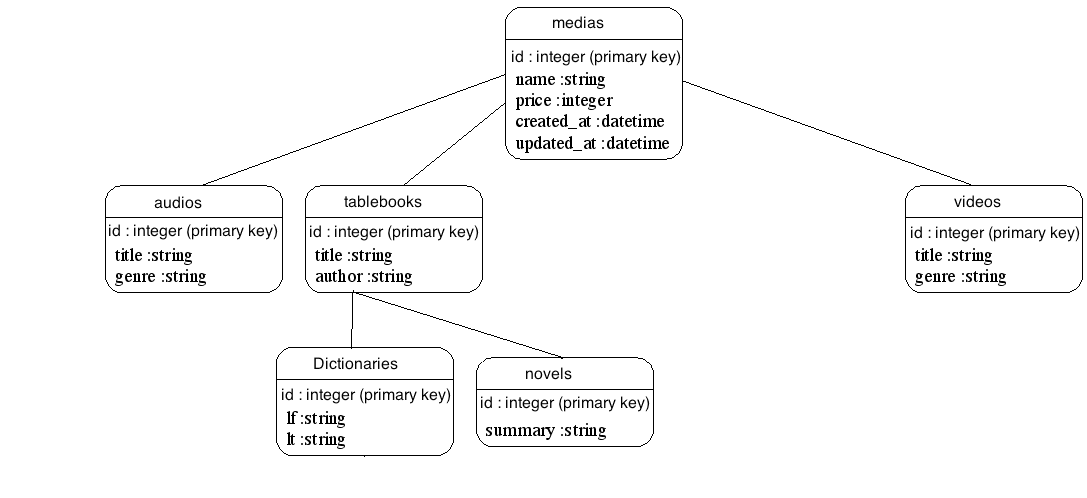 medias
id : integer (primary key)
name :string
price :integer
created_at :datetime
updated_at :datetime
audios
id : integer (primary key)
title :string
genre :string
tablebooks
id : integer (primary key)
title :string
author :string
videos
id : integer (primary key)
title :string
genre :string
Dictionaries
id : integer (primary key)
lf :string
lt :string
novels
id : integer (primary key)
summary :string